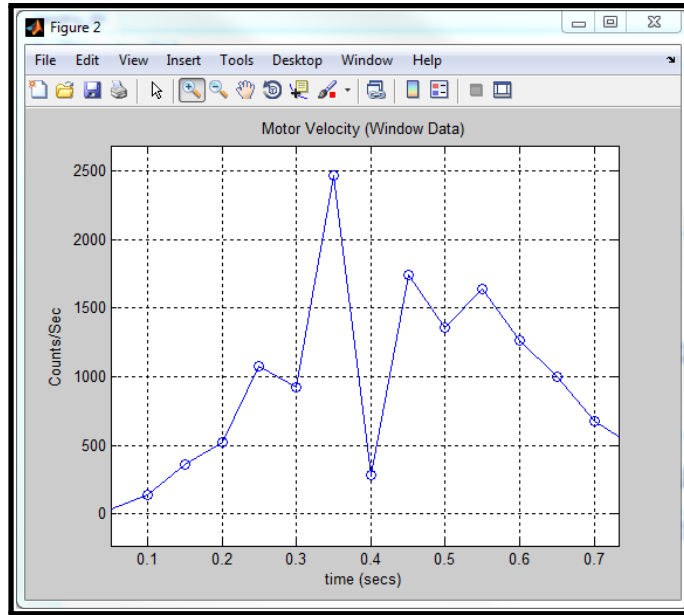 Figure 2
File Edit View Insert Tools Desktop Window Help
Motor Velocity (Window Data)
2500
2000
1500
1000
500
0
Counts/Sec
0.1 0.2 0.3 0.4 0.5 0.6 0.7
time (secs)